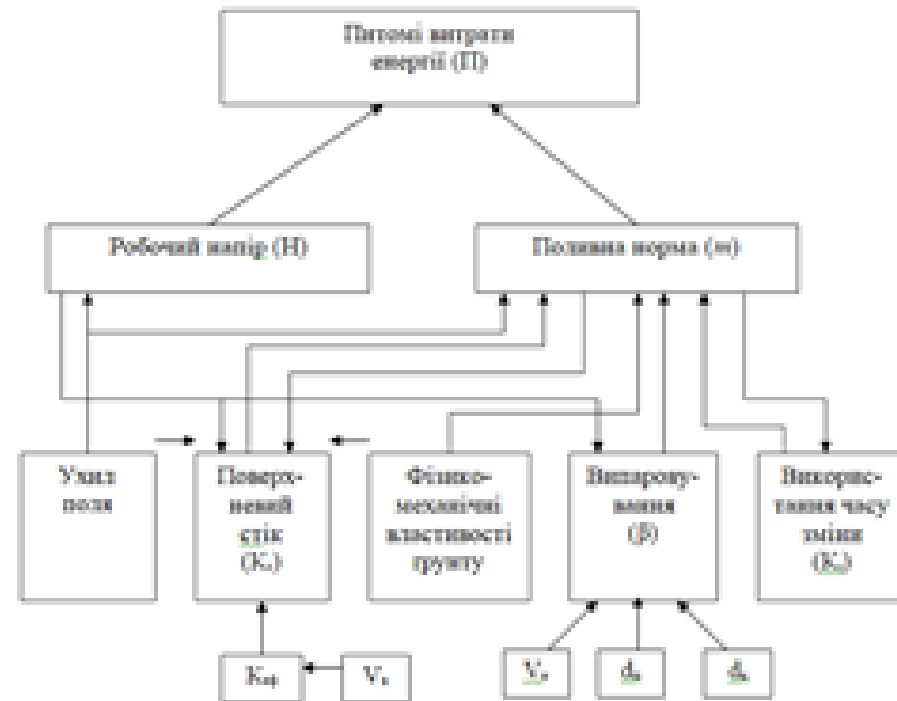 Питомі витрати
енергії (П)
Робочий напір (Н)
Поливна норма (m)
Ухил
поля
Поверх-
невий
стік
Фізико-
механічні
властивості
ґрунту
Випарову-
вання
(β)
Викорис-
тання часу
зміни